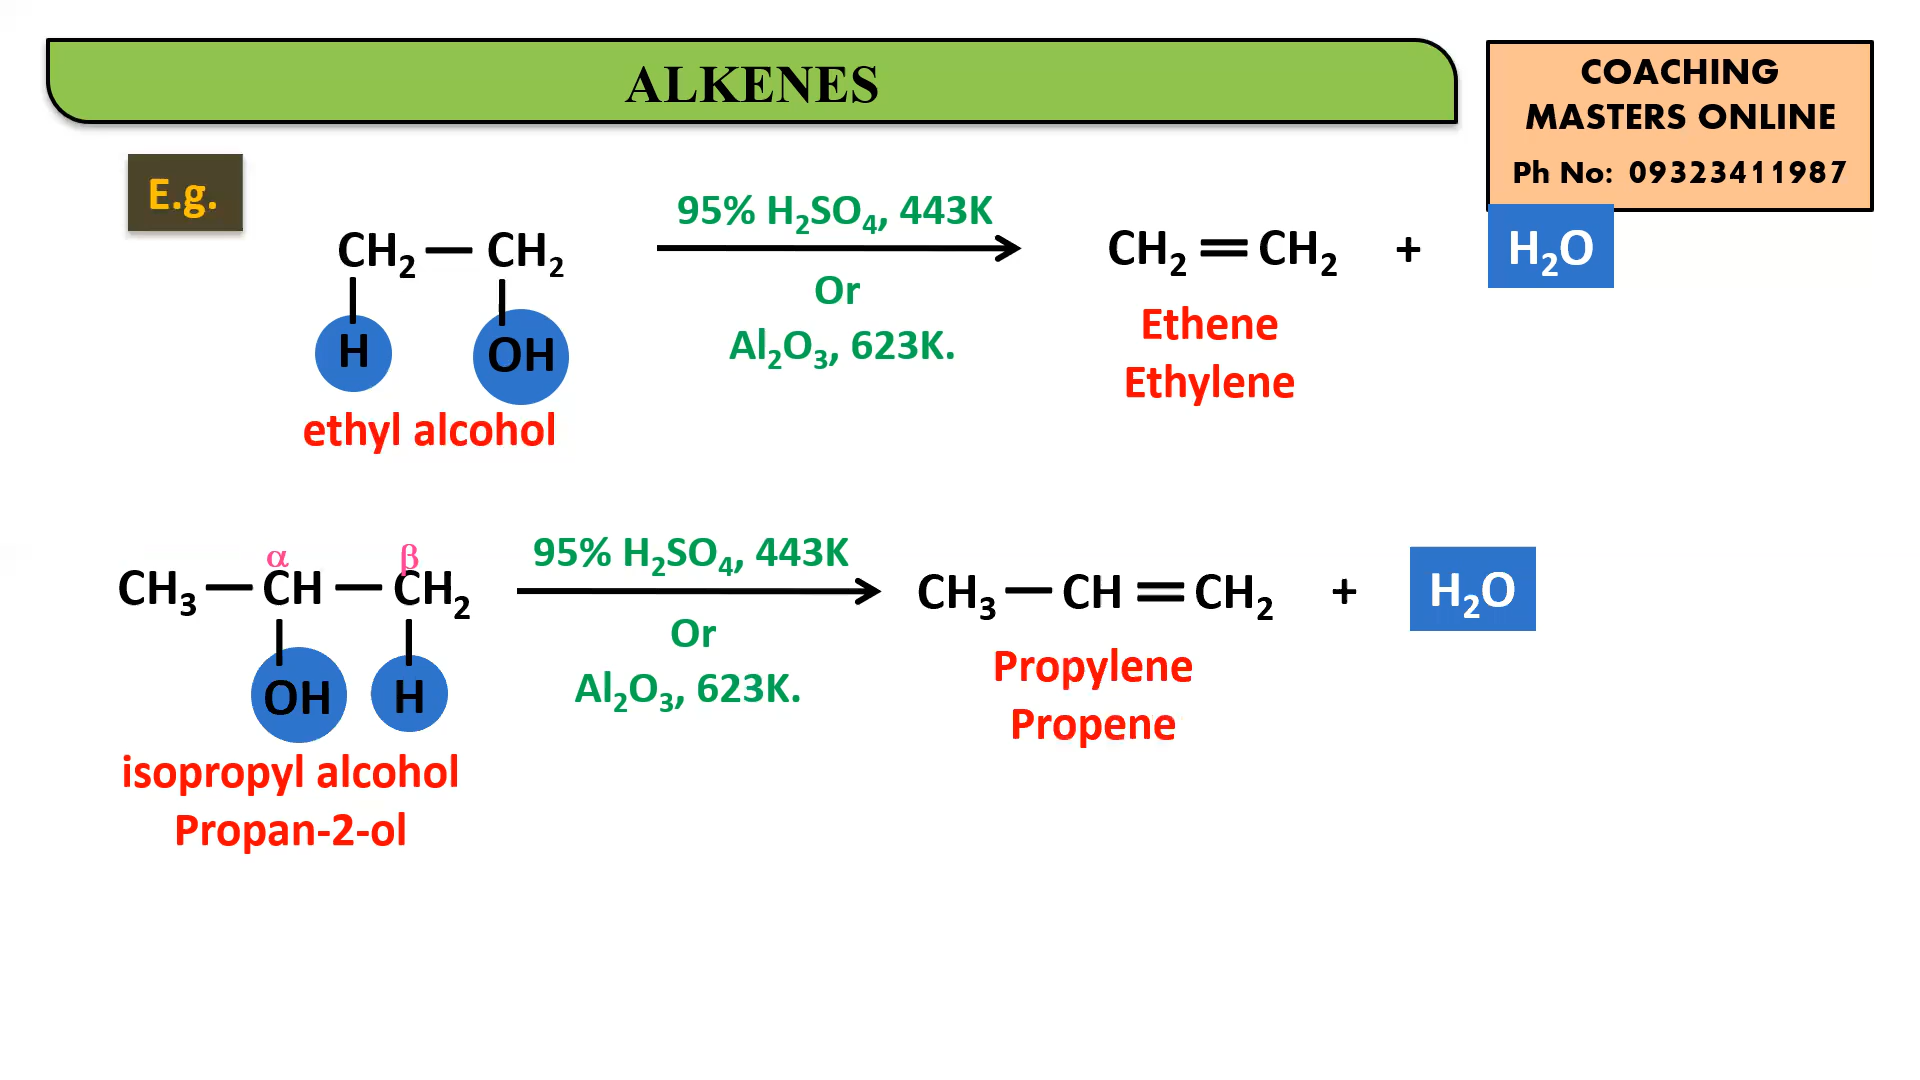 ALKENES
COACHING
MASTERS ONLINE
Ph No: 09323411987
E.g.
CH₂ — CH₂
H OH
ethyl alcohol
95% H₂SO₄, 443K
Or
Al₂O₃, 623K.
CH₂ = CH₂ + H₂O
Ethene
Ethylene
α β
CH₃ — CH — CH₂
OH H
isopropyl alcohol
Propan-2-ol
95% H₂SO₄, 443K
Or
Al₂O₃, 623K.
CH₃ — CH = CH₂ + H₂O
Propylene
Propene